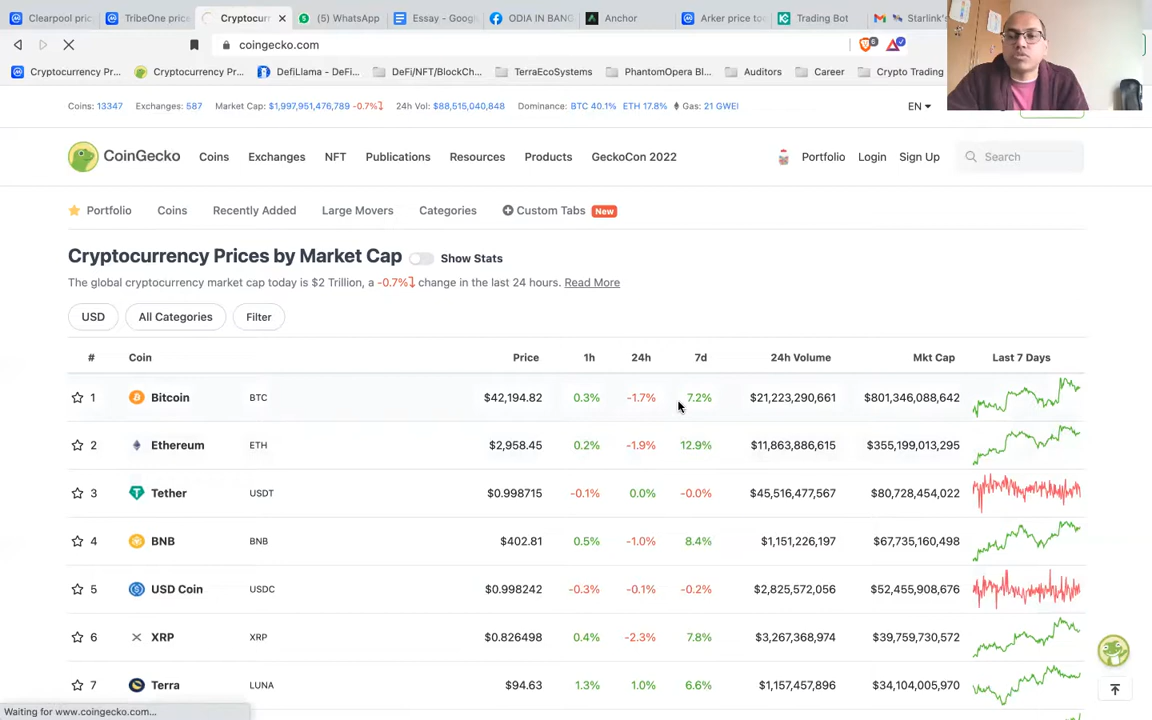 Clearpool price TribeOne price Cryptocurr (5) WhatsApp Essay - Goog ODIA IN BANG Anchor Arker price to Trading Bot Starlink's
coingecko.com 6
Cryptocurrency Pr... Cryptocurrency Pr... DefiLlama - DeFi... DeFi/NFT/BlockCh... TerraEcoSystems PhantomOpera Bl... Auditors Career Crypto Trading
Coins: 13347 Exchanges: 587 Market Cap: $1,997,951,476,789 -0.7% 24h Vol: $88,515,040,848 Dominance: BTC 40.1% ETH 17.8% Gas: 21 GWEI EN
CoinGecko Coins Exchanges NFT Publications Resources Products GeckoCon 2022 Portfolio Login Sign Up Search
Portfolio Coins Recently Added Large Movers Categories Custom Tabs New
Cryptocurrency Prices by Market Cap Show Stats
The global cryptocurrency market cap today is $2 Trillion, a -0.7% change in the last 24 hours. Read More
USD All Categories Filter
# Coin Price 1h 24h 7d 24h Volume Mkt Cap Last 7 Days
1 Bitcoin BTC $42,194.82 0.3% -1.7% 7.2% $21,223,290,661 $801,346,088,642
2 Ethereum ETH $2,958.45 0.2% -1.9% 12.9% $11,863,886,615 $355,199,013,295
3 Tether USDT $0.998715 -0.1% 0.0% -0.0% $45,516,477,567 $80,728,454,022
4 BNB BNB $402.81 0.5% -1.0% 8.4% $1,151,226,197 $67,735,160,498
5 USD Coin USDC $0.998242 -0.3% -0.1% -0.2% $2,825,572,056 $52,455,908,676
6 XRP XRP $0.826498 0.4% -2.3% 7.8% $3,267,368,974 $39,759,730,572
7 Terra LUNA $94.63 1.3% 1.0% 6.6% $1,157,457,896 $34,104,005,970
Waiting for www.coingecko.com...